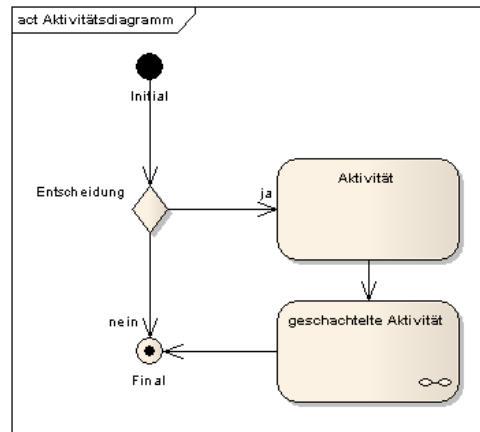 act Aktivitätsdiagramm
Initial
Entscheidung
ja
Aktivität
geschachtelte Aktivität
nein
Final